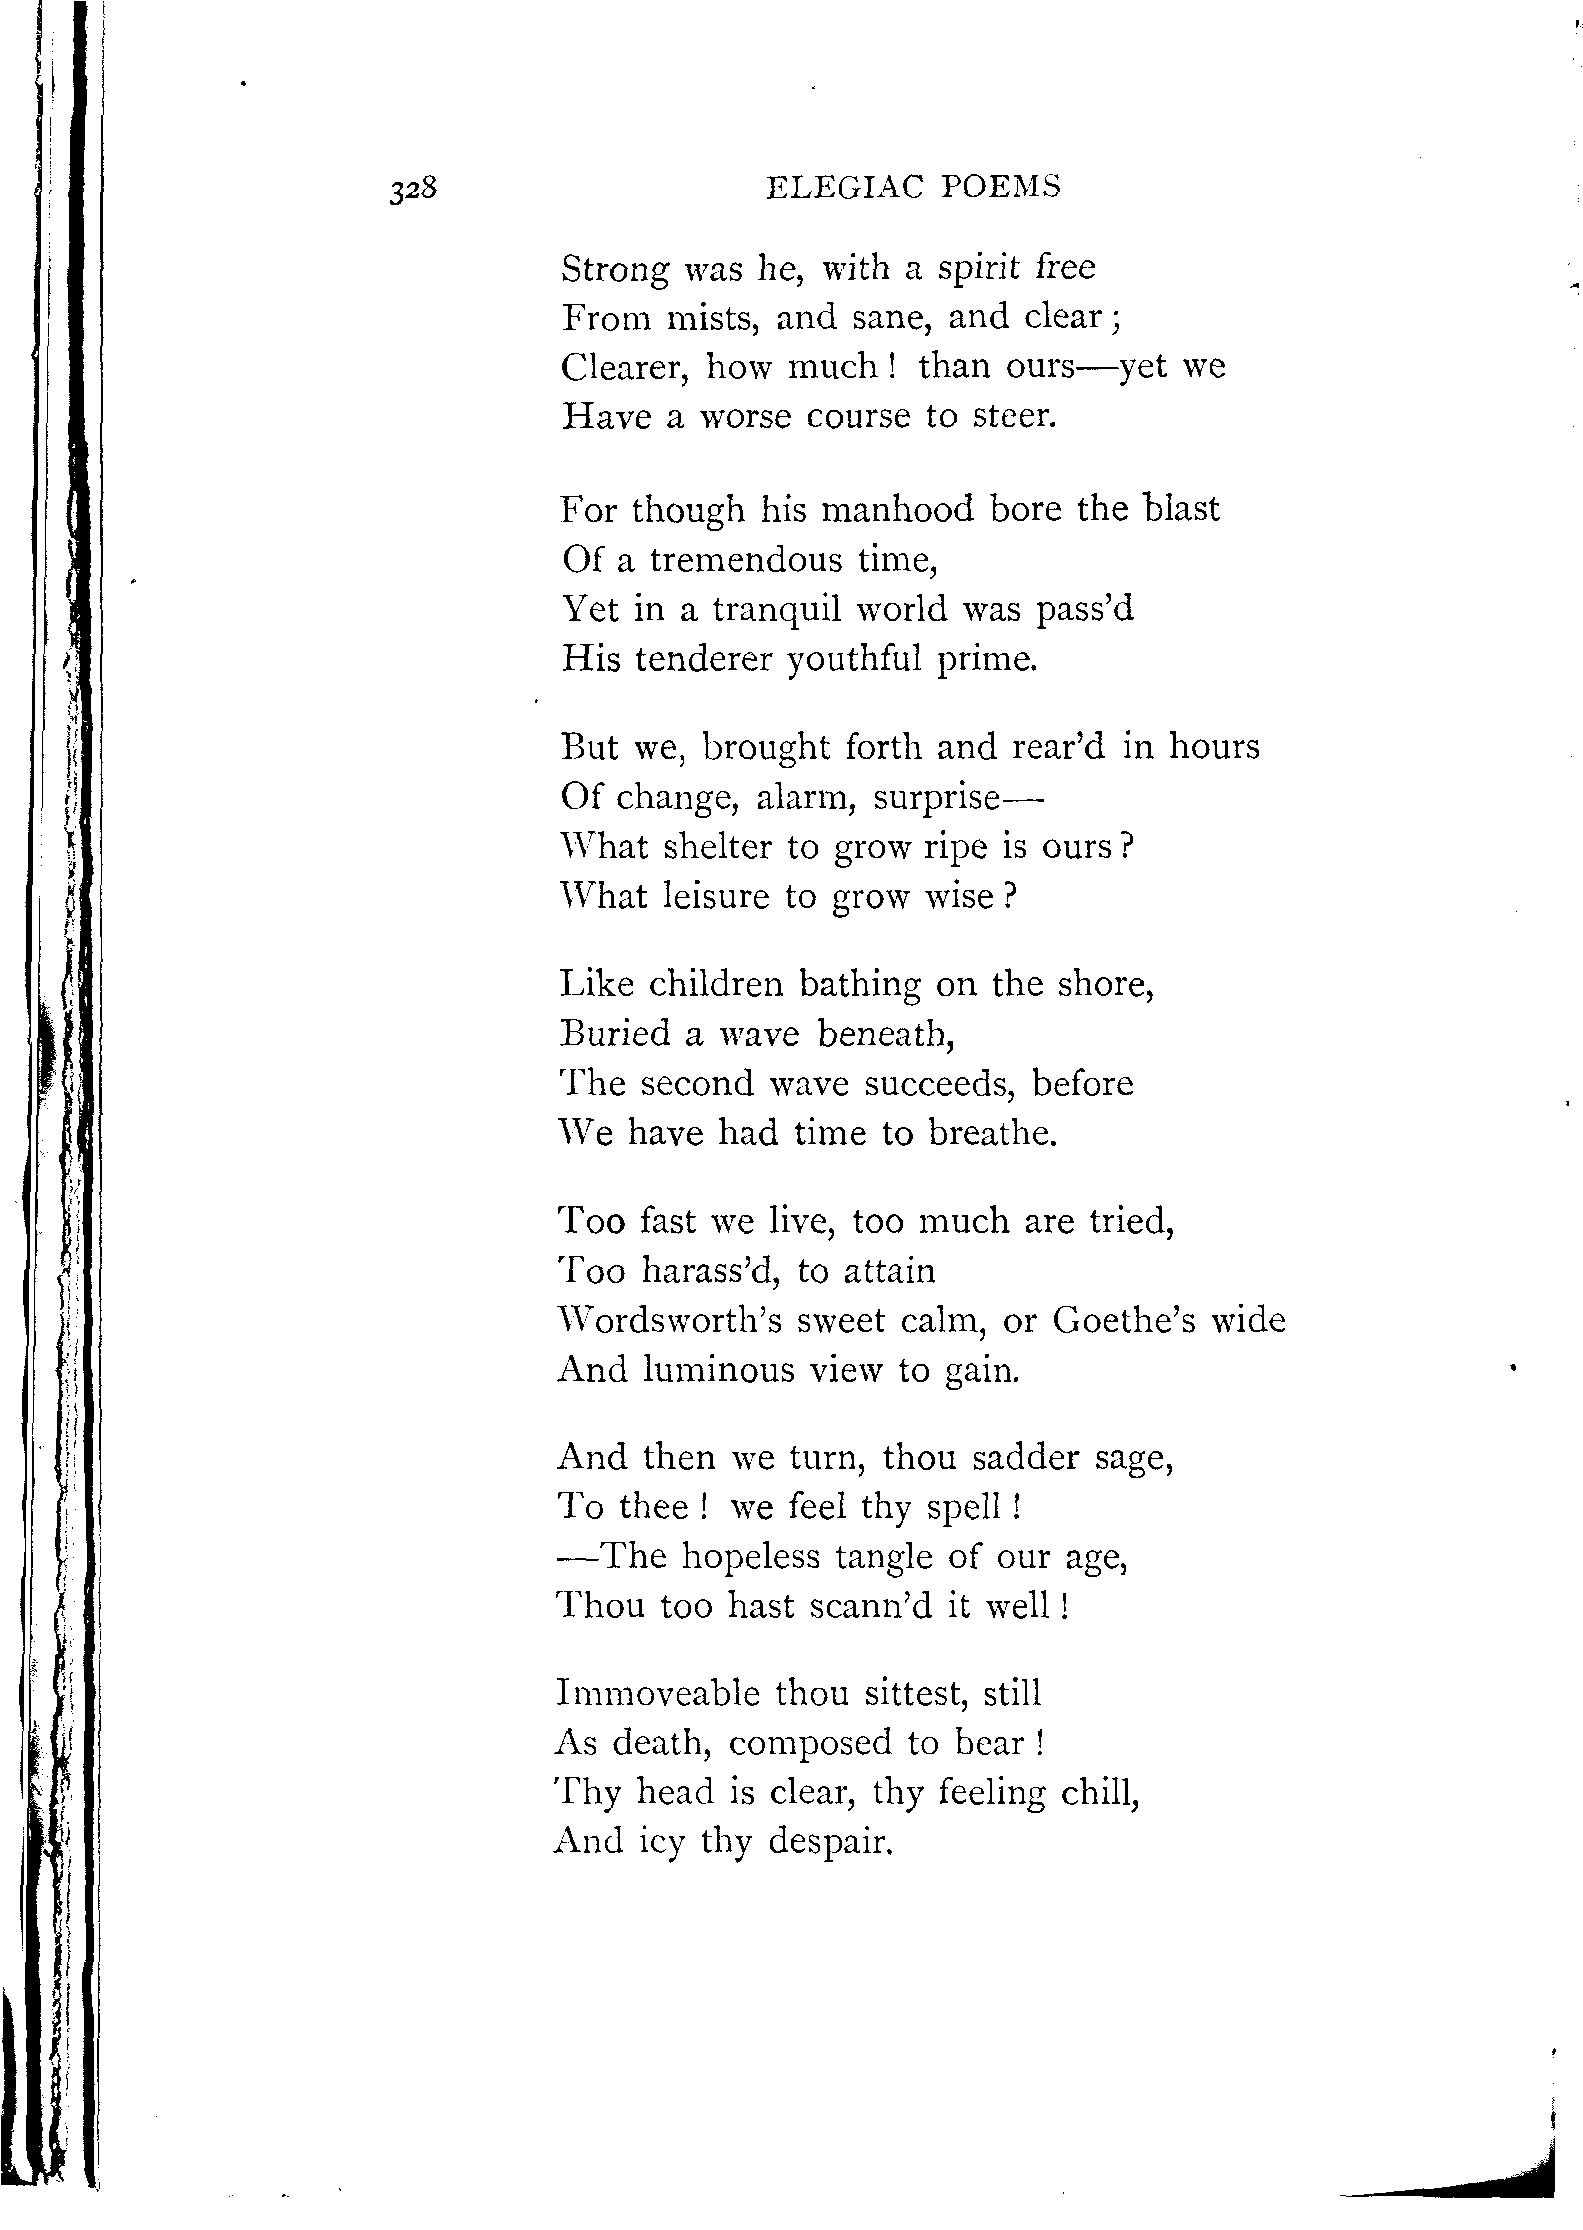 328 ELEGIAC POEMS
Strong was he, with a spirit free
From mists, and sane, and clear;
Clearer, how much! than ours—yet we
Have a worse course to steer.
For though his manhood bore the blast
Of a tremendous time,
Yet in a tranquil world was pass'd
His tenderer youthful prime.
But we, brought forth and rear'd in hours
Of change, alarm, surprise—
What shelter to grow ripe is ours?
What leisure to grow wise?
Like children bathing on the shore,
Buried a wave beneath,
The second wave succeeds, before
We have had time to breathe.
Too fast we live, too much are tried,
Too harass'd, to attain
Wordsworth's sweet calm, or Goethe's wide
And luminous view to gain.
And then we turn, thou sadder sage,
To thee! we feel thy spell!
—The hopeless tangle of our age,
Thou too hast scann'd it well!
Immoveable thou sittest, still
As death, composed to bear!
Thy head is clear, thy feeling chill,
And icy thy despair.